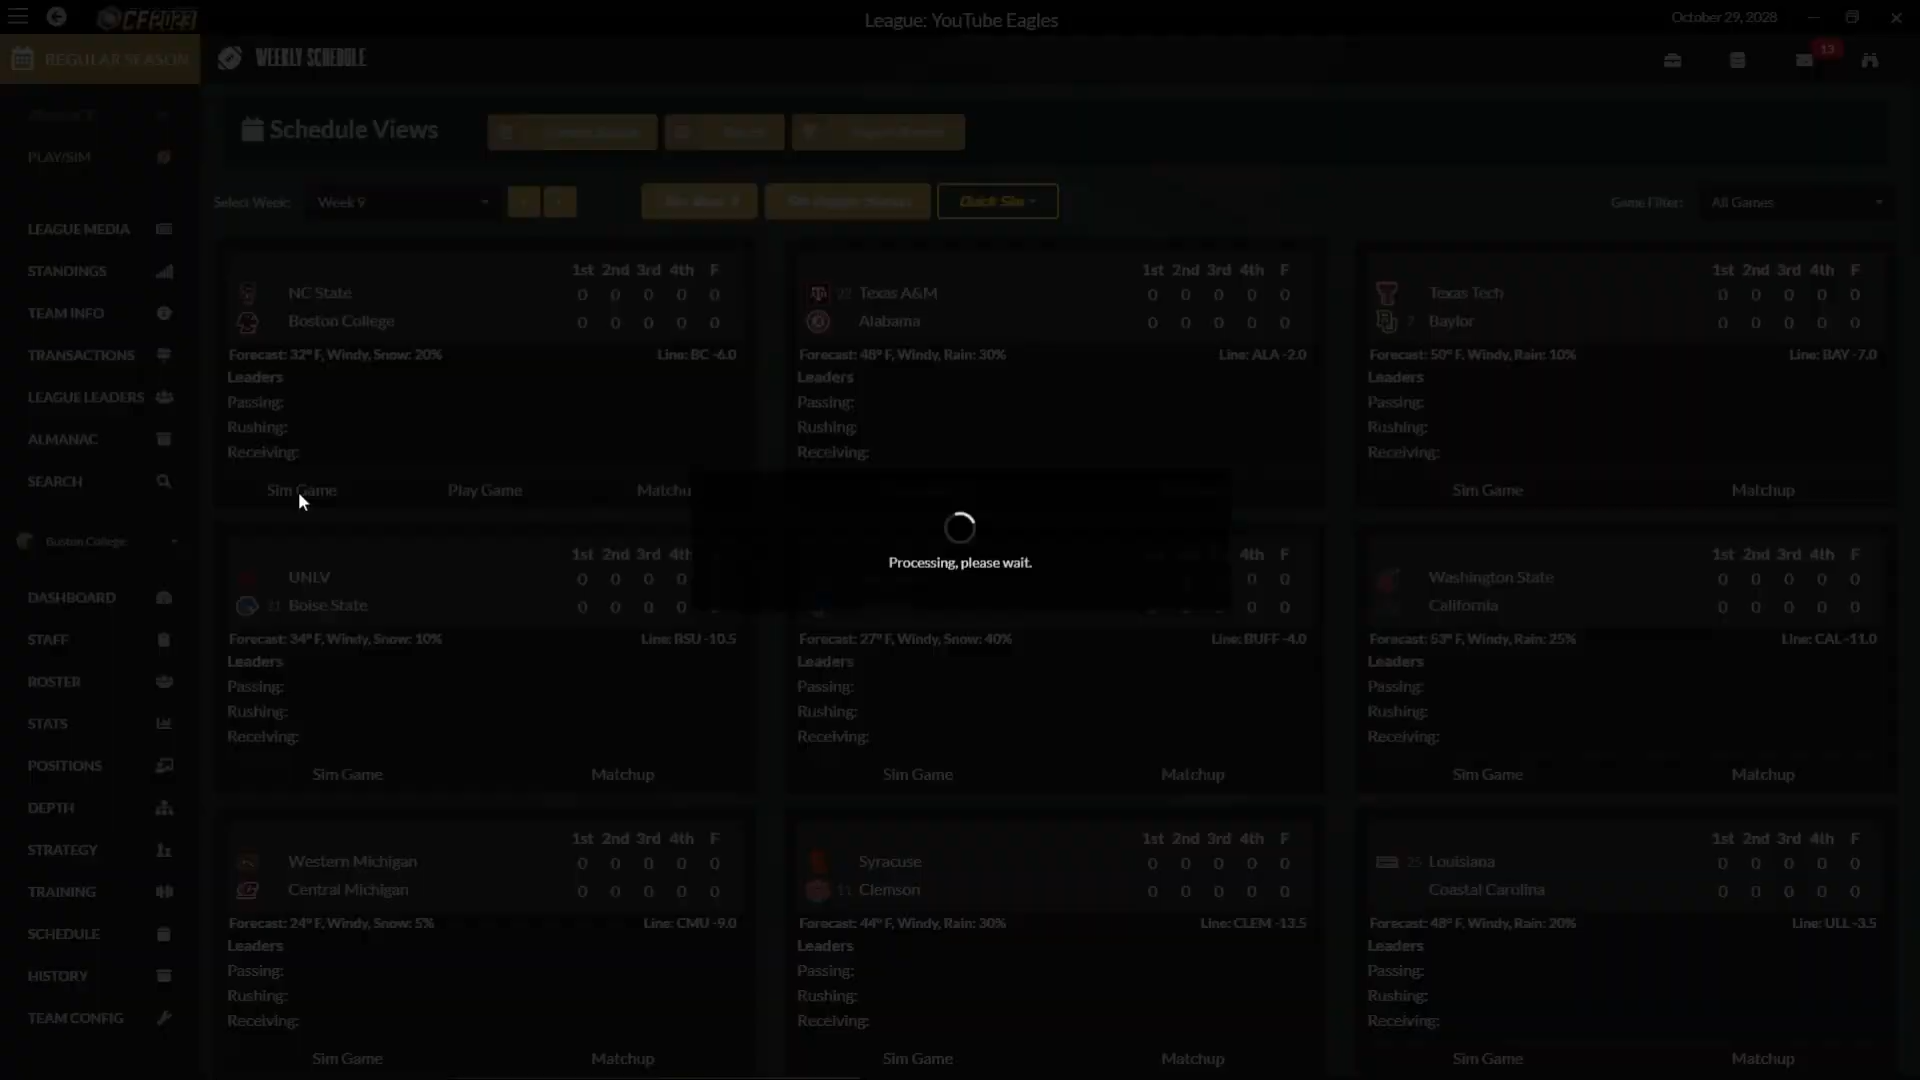 CF2023
League: YouTube Eagles
October 29, 2028
REGULAR SEASON
WEEKLY SCHEDULE
13
Schedule Views
PLAY/SIM
Select Week:
Week 9
Quick Sim
Game Filter:
All Games
LEAGUE MEDIA
STANDINGS
TEAM INFO
TRANSACTIONS
LEAGUE LEADERS
ALMANAC
SEARCH
Boston College
DASHBOARD
STAFF
ROSTER
STATS
POSITIONS
DEPTH
STRATEGY
TRAINING
SCHEDULE
HISTORY
TEAM CONFIG
1st 2nd 3rd 4th F
NC State 0 0 0 0 0
Boston College 0 0 0 0 0
Forecast: 32° F, Windy, Snow: 20% Line: BC -6.0
Leaders
Passing:
Rushing:
Receiving:
Sim Game Play Game Matchu
1st 2nd 3rd 4th F
22 Texas A&M 0 0 0 0 0
Alabama 0 0 0 0 0
Forecast: 48° F, Windy, Rain: 30% Line: ALA -2.0
Leaders
Passing:
Rushing:
Receiving:
1st 2nd 3rd 4th F
Texas Tech 0 0 0 0 0
7 Baylor 0 0 0 0 0
Forecast: 50° F, Windy, Rain: 10% Line: BAY -7.0
Leaders
Passing:
Rushing:
Receiving:
Sim Game Matchup
Processing, please wait.
1st 2nd 3rd 4th
UNLV 0 0 0 0
Boise State 0 0 0 0
Forecast: 34° F, Windy, Snow: 10% Line: BSU -10.5
Leaders
Passing:
Rushing:
Receiving:
Sim Game Matchup
4th F
0 0
0 0
Forecast: 27° F, Windy, Snow: 40% Line: BUFF -4.0
Leaders
Passing:
Rushing:
Receiving:
Sim Game Matchup
1st 2nd 3rd 4th F
Washington State 0 0 0 0 0
California 0 0 0 0 0
Forecast: 53° F, Windy, Rain: 25% Line: CAL -11.0
Leaders
Passing:
Rushing:
Receiving:
Sim Game Matchup
1st 2nd 3rd 4th F
Western Michigan 0 0 0 0 0
Central Michigan 0 0 0 0 0
Forecast: 24° F, Windy, Snow: 5% Line: CMU -9.0
Leaders
Passing:
Rushing:
Receiving:
Sim Game Matchup
1st 2nd 3rd 4th F
Syracuse 0 0 0 0 0
11 Clemson 0 0 0 0 0
Forecast: 44° F, Windy, Rain: 30% Line: CLEM -13.5
Leaders
Passing:
Rushing:
Receiving:
Sim Game Matchup
1st 2nd 3rd 4th F
25 Louisiana 0 0 0 0 0
Coastal Carolina 0 0 0 0 0
Forecast: 48° F, Windy, Rain: 20% Line: ULL -3.5
Leaders
Passing:
Rushing:
Receiving:
Sim Game Matchup